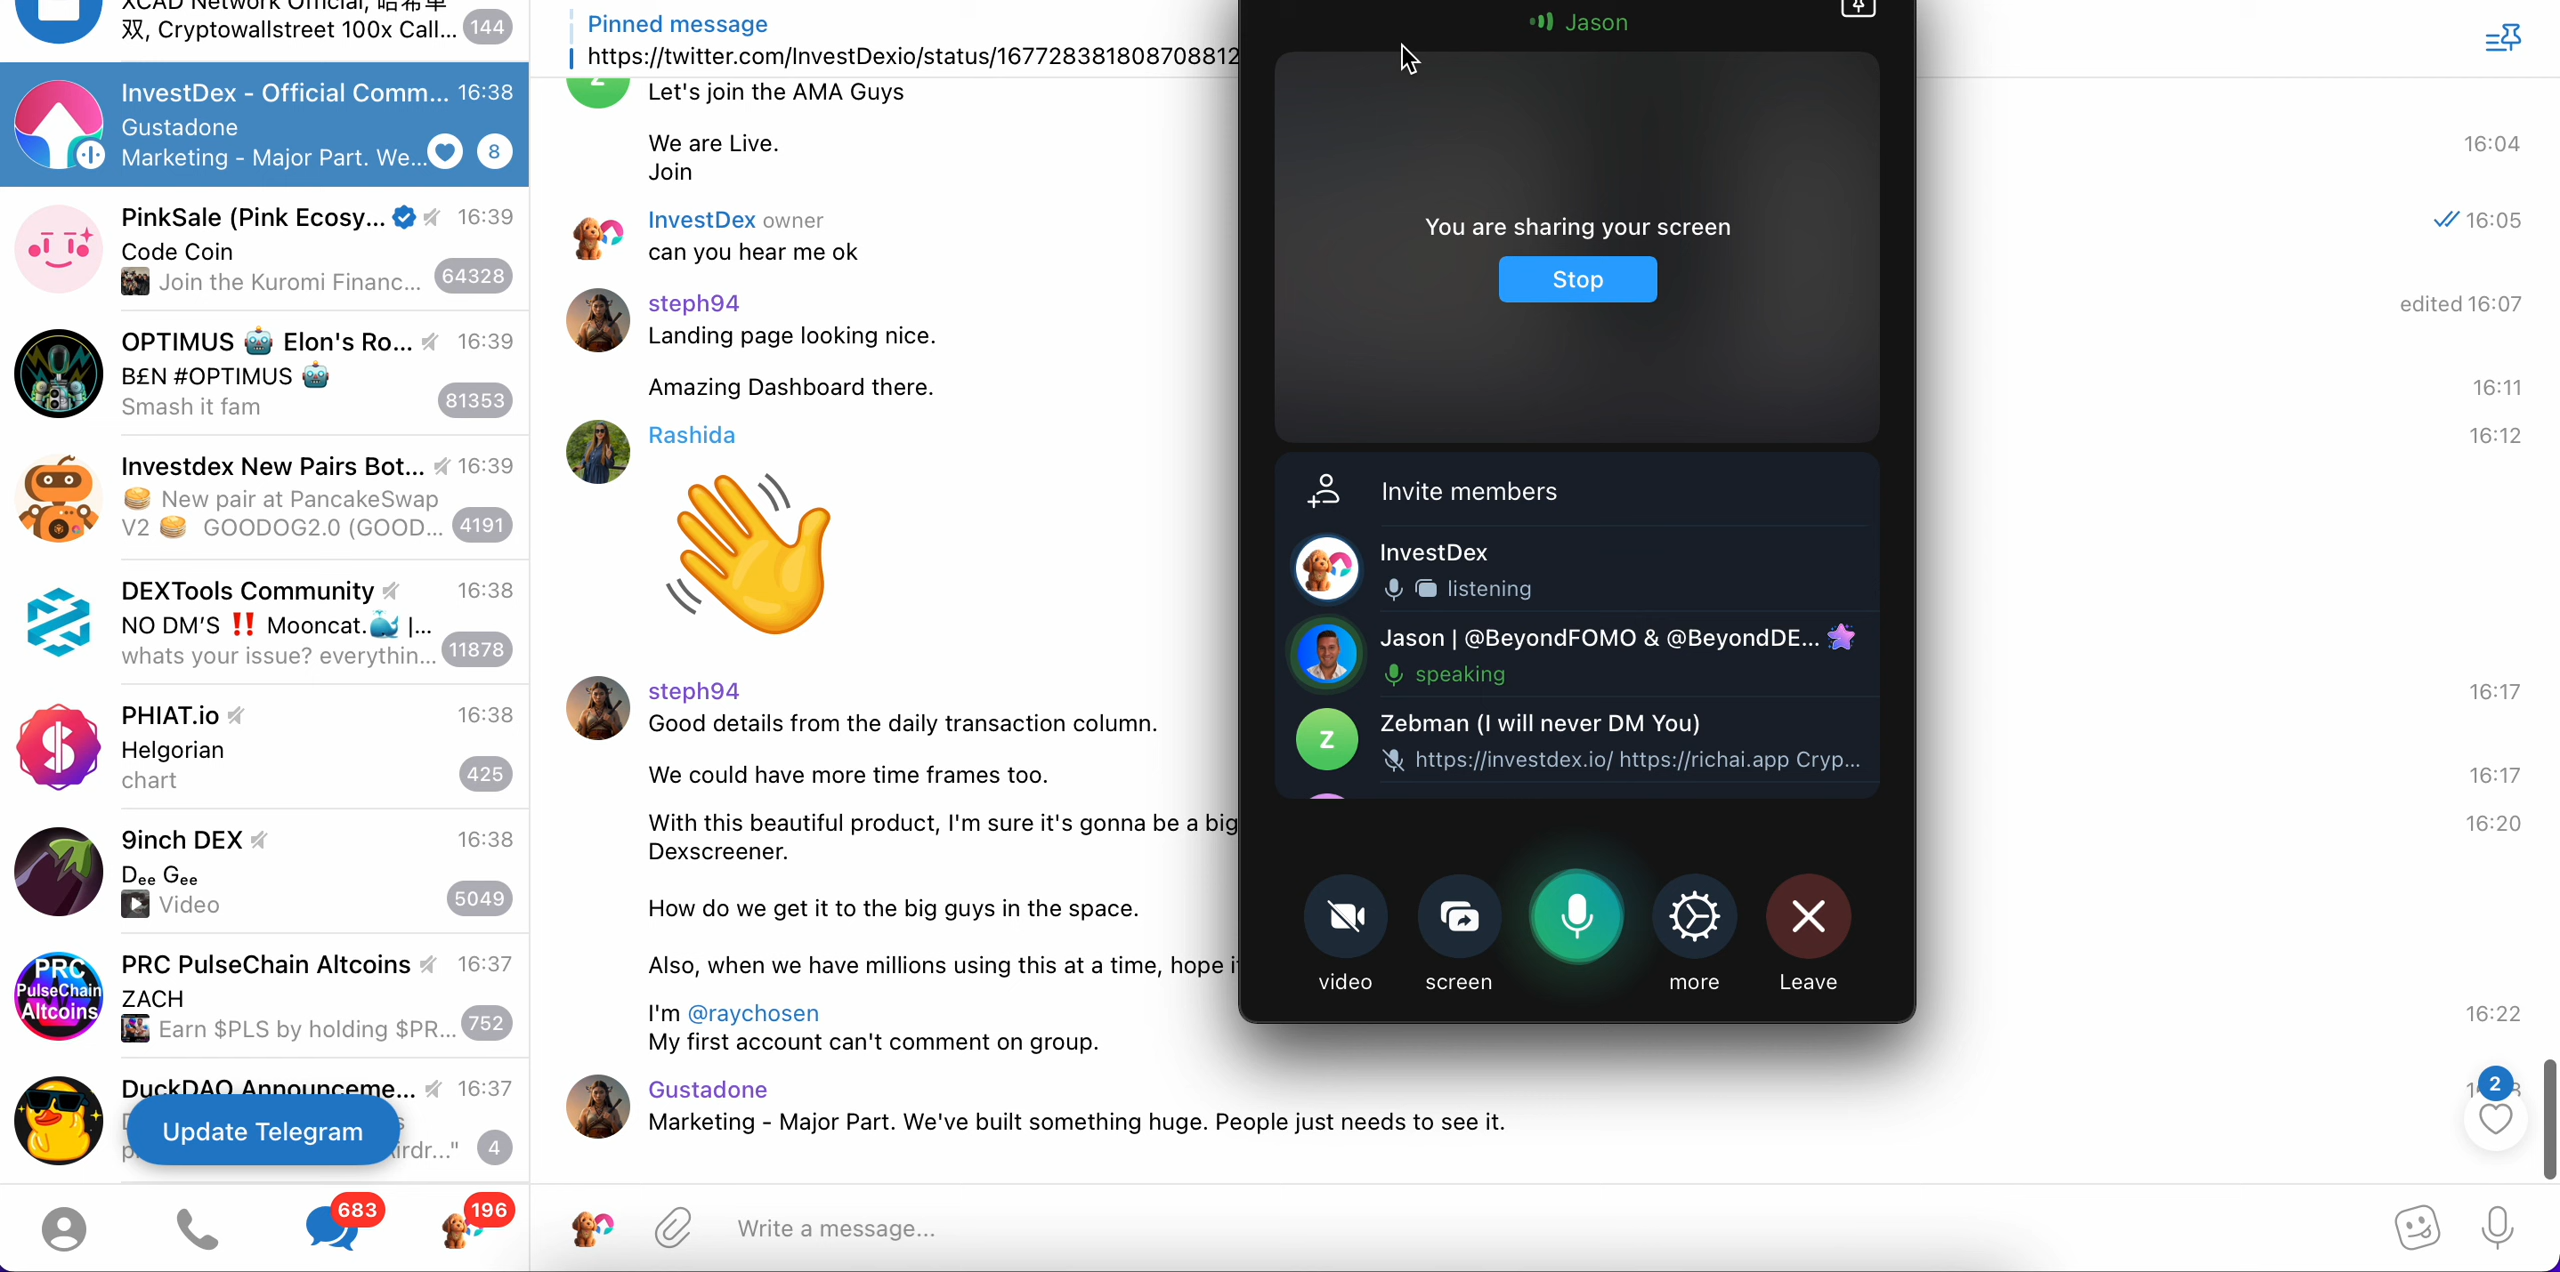 XCAD Network Official, 哈希单
双, Cryptowallstreet 100x Call... 144
InvestDex - Official Comm... 16:38
Gustadone
Marketing - Major Part. We... 8
PinkSale (Pink Ecosy... 16:39
Code Coin
Join the Kuromi Financ... 64328
OPTIMUS 🤖 Elon's Ro... 16:39
B£N #OPTIMUS 🤖
Smash it fam 81353
Investdex New Pairs Bot... 16:39
🥞 New pair at PancakeSwap
V2 🥞 GOODOG2.0 (GOOD... 4191
DEXTools Community 16:38
NO DM'S ‼️ Mooncat.🐳 |...
whats your issue? everythin... 11878
PHIAT.io 16:38
Helgorian
chart 425
9inch DEX 16:38
Dₑₑ Gₑₑ
Video 5049
PRC PulseChain Altcoins 16:37
ZACH
Earn $PLS by holding $PR... 752
PRC
PulseChain
Altcoins
DuckDAO Announceme... 16:37
irdr..." 4
Update Telegram
683
196
Pinned message
https://twitter.com/InvestDexio/status/1677283818087088129
Let's join the AMA Guys
We are Live. 16:04
Join
InvestDex owner 16:05
can you hear me ok
steph94 edited 16:07
Landing page looking nice.
Amazing Dashboard there. 16:11
Rashida 16:12
steph94 16:17
Good details from the daily transaction column.
We could have more time frames too. 16:17
With this beautiful product, I'm sure it's gonna be a big 16:20
Dexscreener.
How do we get it to the big guys in the space.
Also, when we have millions using this at a time, hope
I'm @raychosen 16:22
My first account can't comment on group.
Gustadone
Marketing - Major Part. We've built something huge. People just needs to see it.
2
Write a message...
Jason
You are sharing your screen
Stop
Invite members
InvestDex
listening
Jason | @BeyondFOMO & @BeyondDE...
speaking
Z
Zebman (I will never DM You)
https://investdex.io/ https://richai.app Cryp...
video
screen
more
Leave